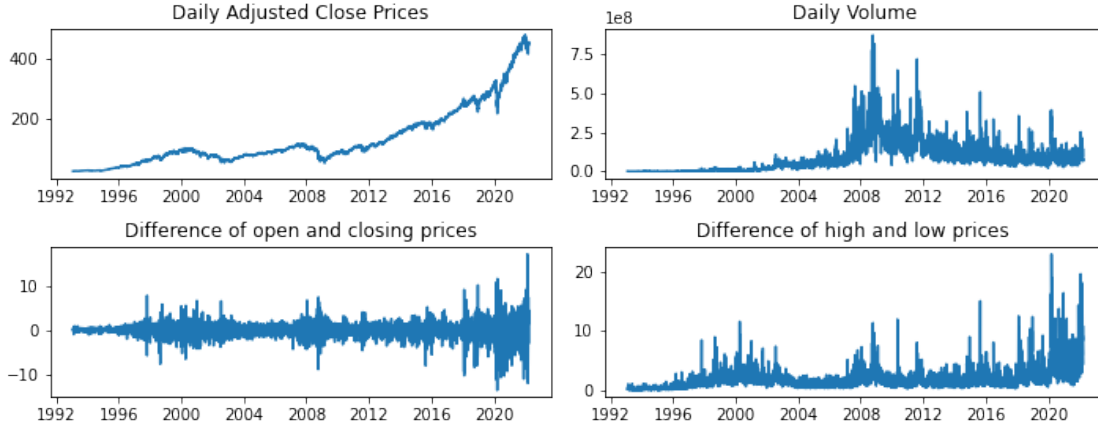 Daily Adjusted Close Prices
400
200
1992 1996 2000 2004 2008 2012 2016 2020
Daily Volume
1e8
7.5
5.0
2.5
0.0
1992 1996 2000 2004 2008 2012 2016 2020
Difference of open and closing prices
10
0
−10
1992 1996 2000 2004 2008 2012 2016 2020
Difference of high and low prices
20
10
0
1992 1996 2000 2004 2008 2012 2016 2020